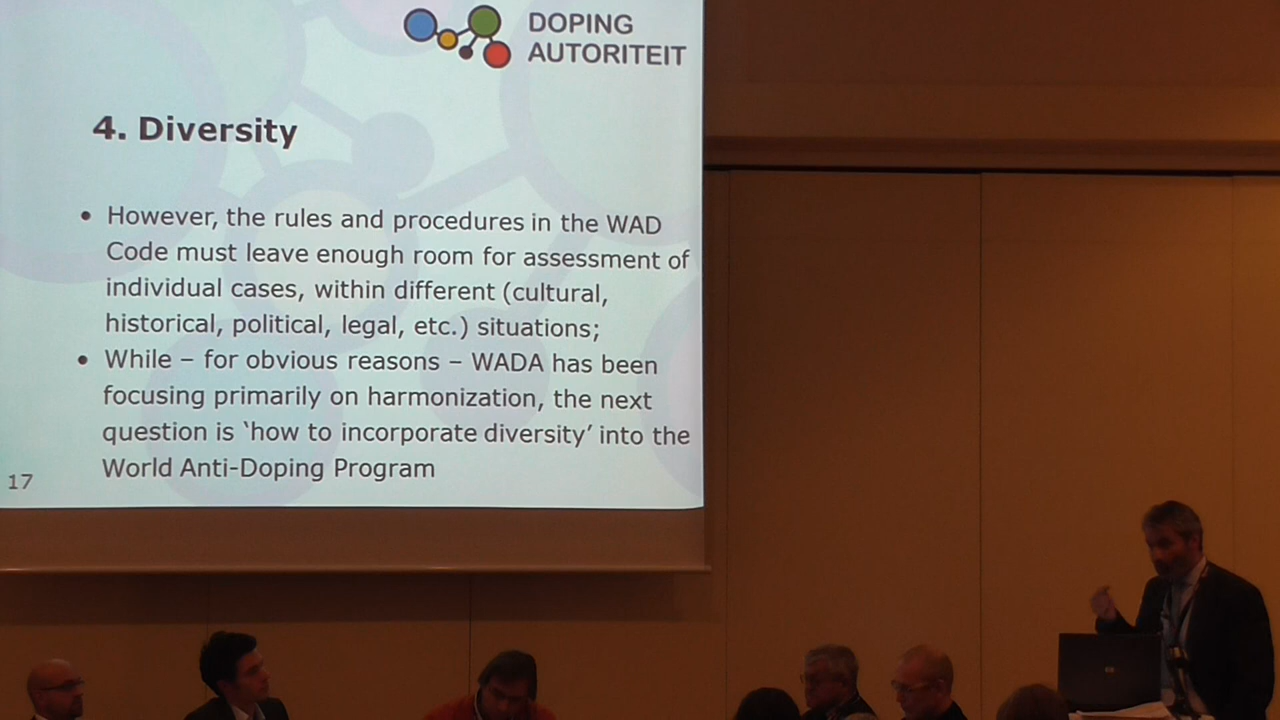 DOPING
AUTORITEIT
4. Diversity
• However, the rules and procedures in the WAD
Code must leave enough room for assessment of
individual cases, within different (cultural,
historical, political, legal, etc.) situations;
• While – for obvious reasons – WADA has been
focusing primarily on harmonization, the next
question is ‘how to incorporate diversity’ into the
World Anti-Doping Program
17